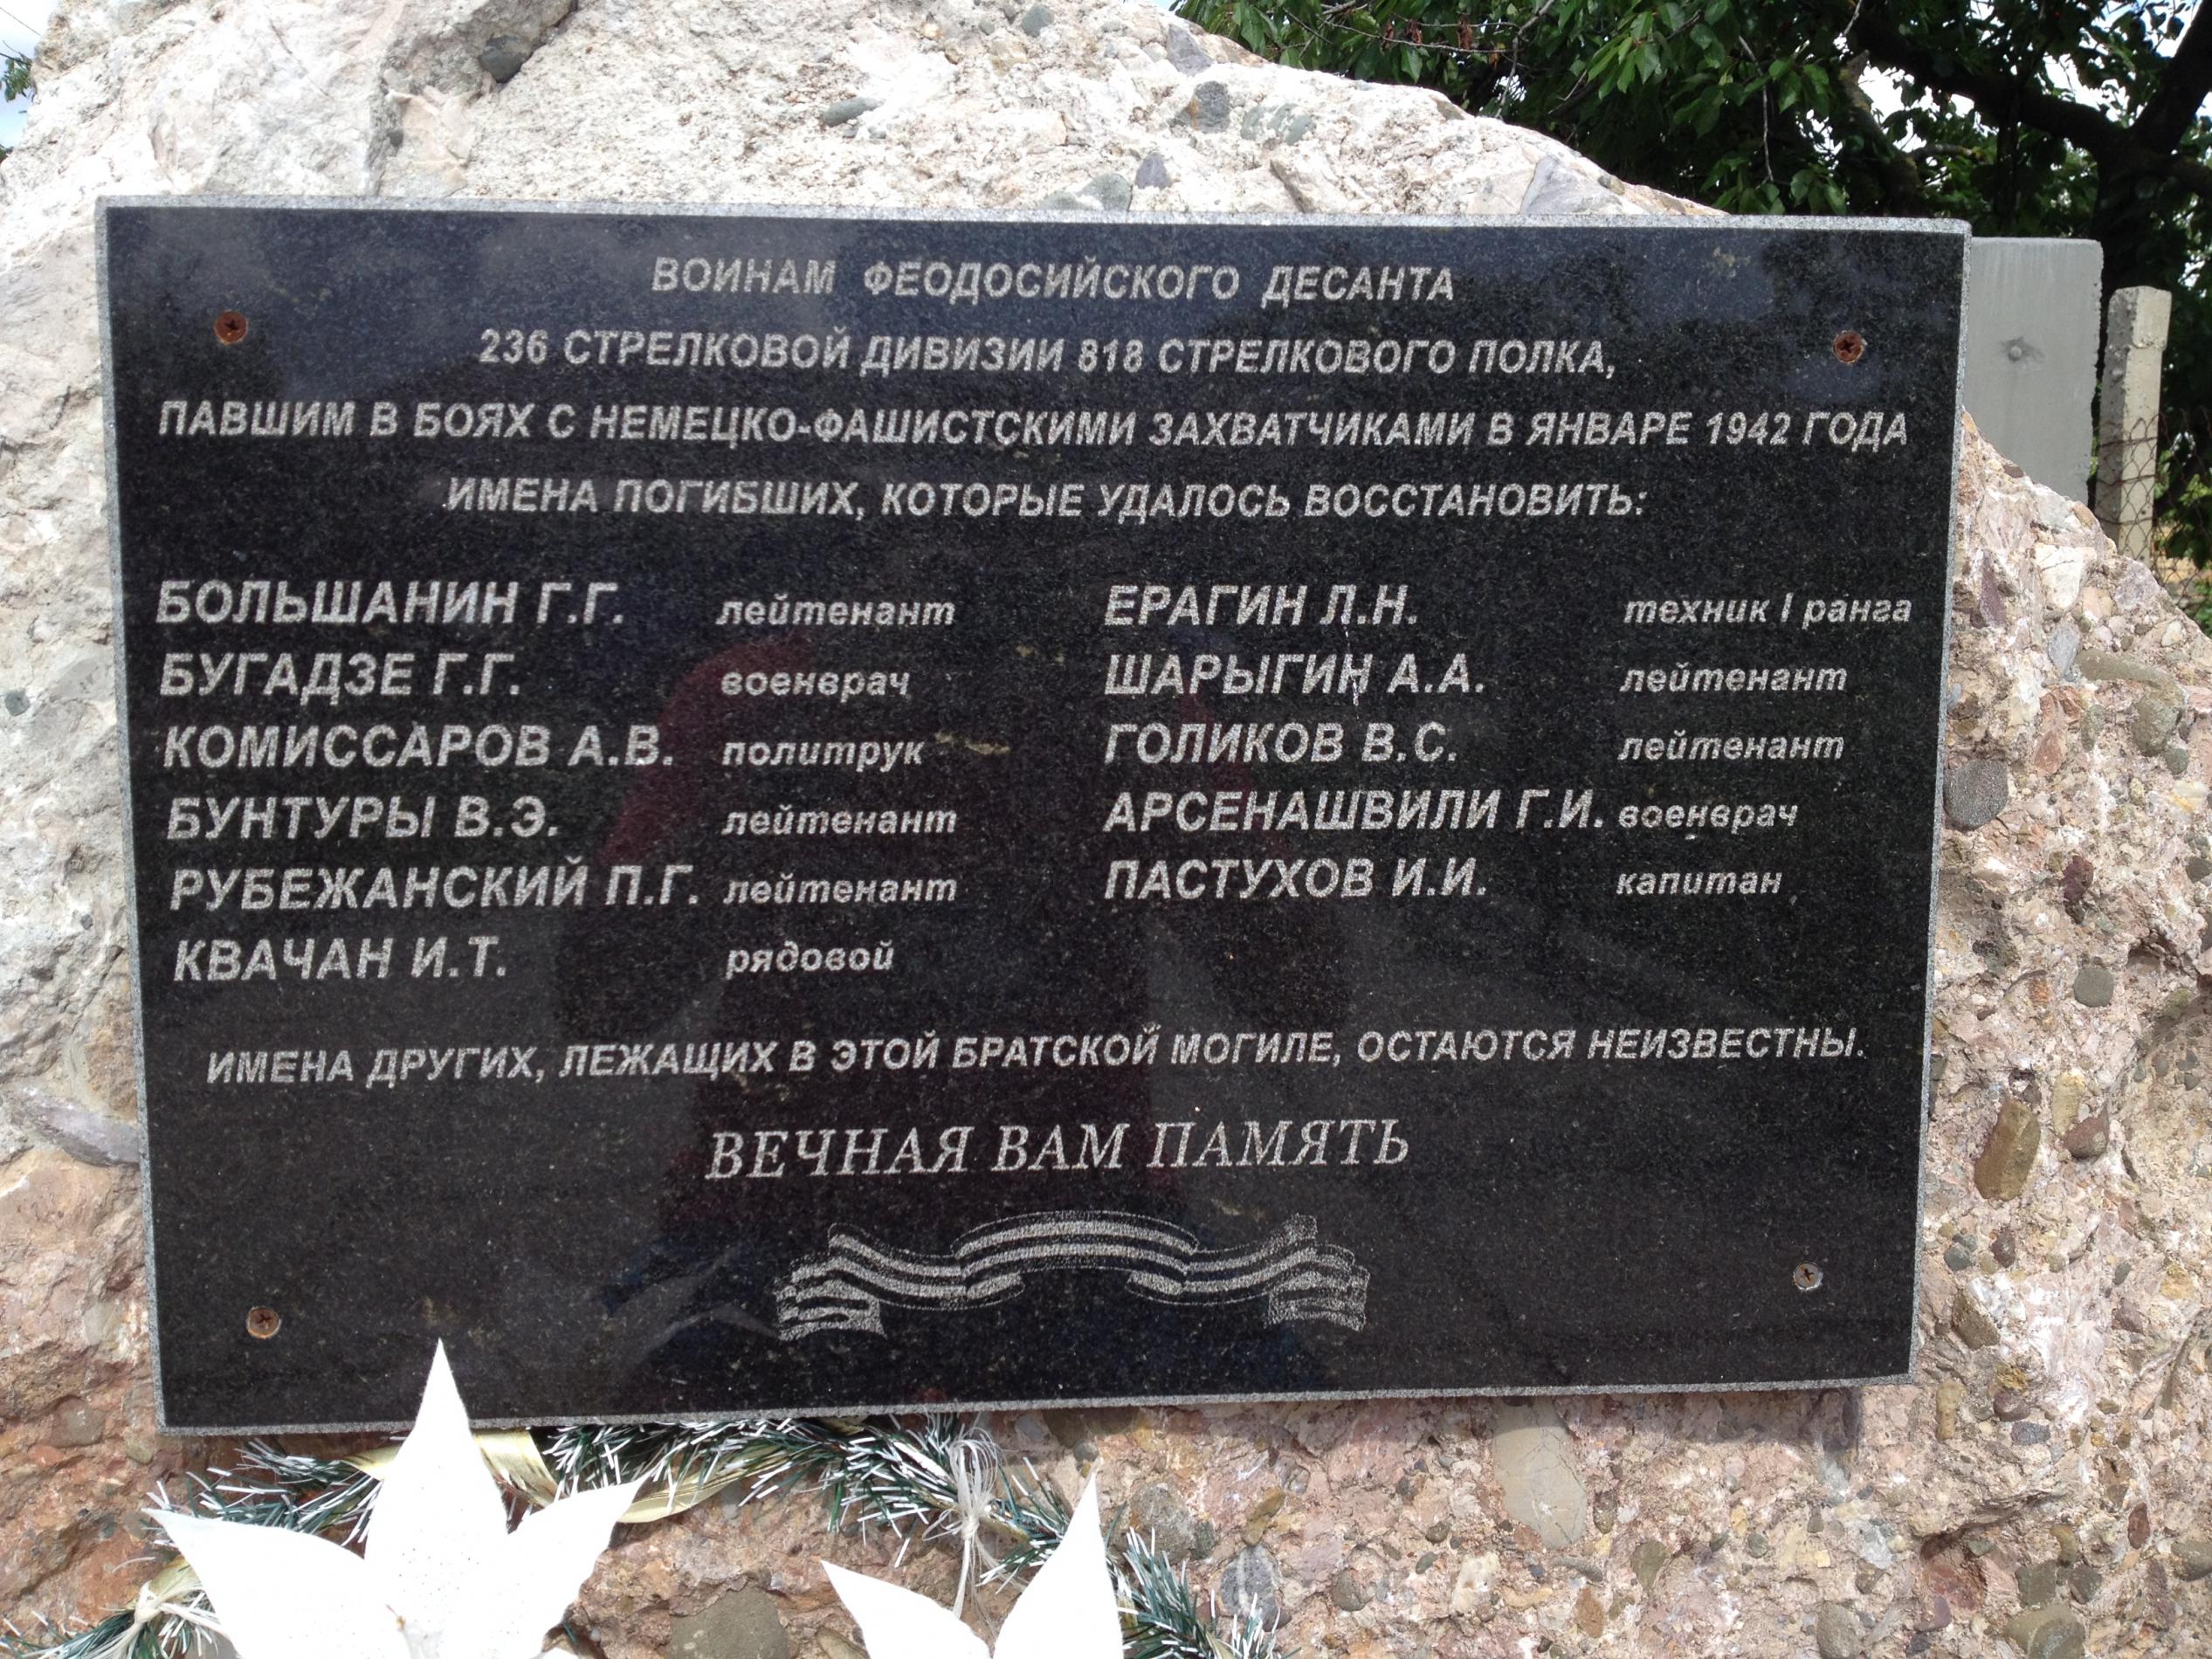 ВОИНАМ ФЕОДОСИЙСКОГО ДЕСАНТА
236 СТРЕЛКОВОЙ ДИВИЗИИ 818 СТРЕЛКОВОГО ПОЛКА,
ПАВШИМ В БОЯХ С НЕМЕЦКО-ФАШИСТСКИМИ ЗАХВАТЧИКАМИ В ЯНВАРЕ 1942 ГОДА
ИМЕНА ПОГИБШИХ, КОТОРЫЕ УДАЛОСЬ ВОССТАНОВИТЬ:
БОЛЬШАНИН Г.Г. лейтенант
БУГАДЗЕ Г.Г. военврач
КОМИССАРОВ А.В. политрук
БУНТУРЫ В.Э. лейтенант
РУБЕЖАНСКИЙ П.Г. лейтенант
КВАЧАН И.Т. рядовой
ЕРАГИН Л.Н. техник I ранга
ШАРЫГИН А.А. лейтенант
ГОЛИКОВ В.С. лейтенант
АРСЕНАШВИЛИ Г.И. военврач
ПАСТУХОВ И.И. капитан
ИМЕНА ДРУГИХ, ЛЕЖАЩИХ В ЭТОЙ БРАТСКОЙ МОГИЛЕ, ОСТАЮТСЯ НЕИЗВЕСТНЫ.
ВЕЧНАЯ ВАМ ПАМЯТЬ